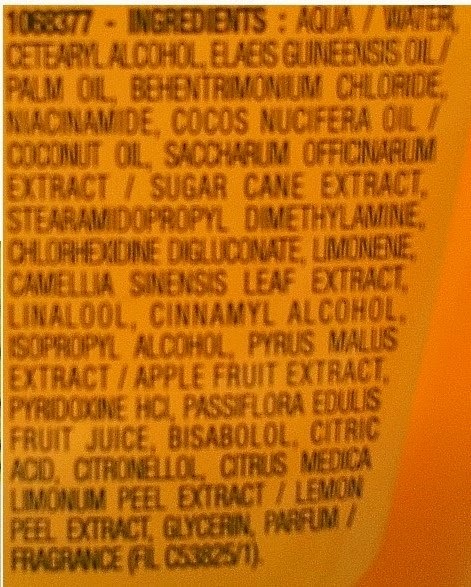 1068377 - INGREDIENTS : AQUA / WATER,
CETEARYL ALCOHOL, ELAEIS GUINEENSIS OIL /
PALM OIL, BEHENTRIMONIUM CHLORIDE,
NIACINAMIDE, COCOS NUCIFERA OIL /
COCONUT OIL, SACCHARUM OFFICINARUM
EXTRACT / SUGAR CANE EXTRACT,
STEARAMIDOPROPYL DIMETHYLAMINE,
CHLORHEXIDINE DIGLUCONATE, LIMONENE,
CAMELLIA SINENSIS LEAF EXTRACT,
LINALOOL, CINNAMYL ALCOHOL,
ISOPROPYL ALCOHOL, PYRUS MALUS
EXTRACT / APPLE FRUIT EXTRACT,
PYRIDOXINE HCl, PASSIFLORA EDULIS
FRUIT JUICE, BISABOLOL, CITRIC
ACID, CITRONELLOL, CITRUS MEDICA
LIMONUM PEEL EXTRACT / LEMON
PEEL EXTRACT, GLYCERIN, PARFUM /
FRAGRANCE (FIL C53825/1).